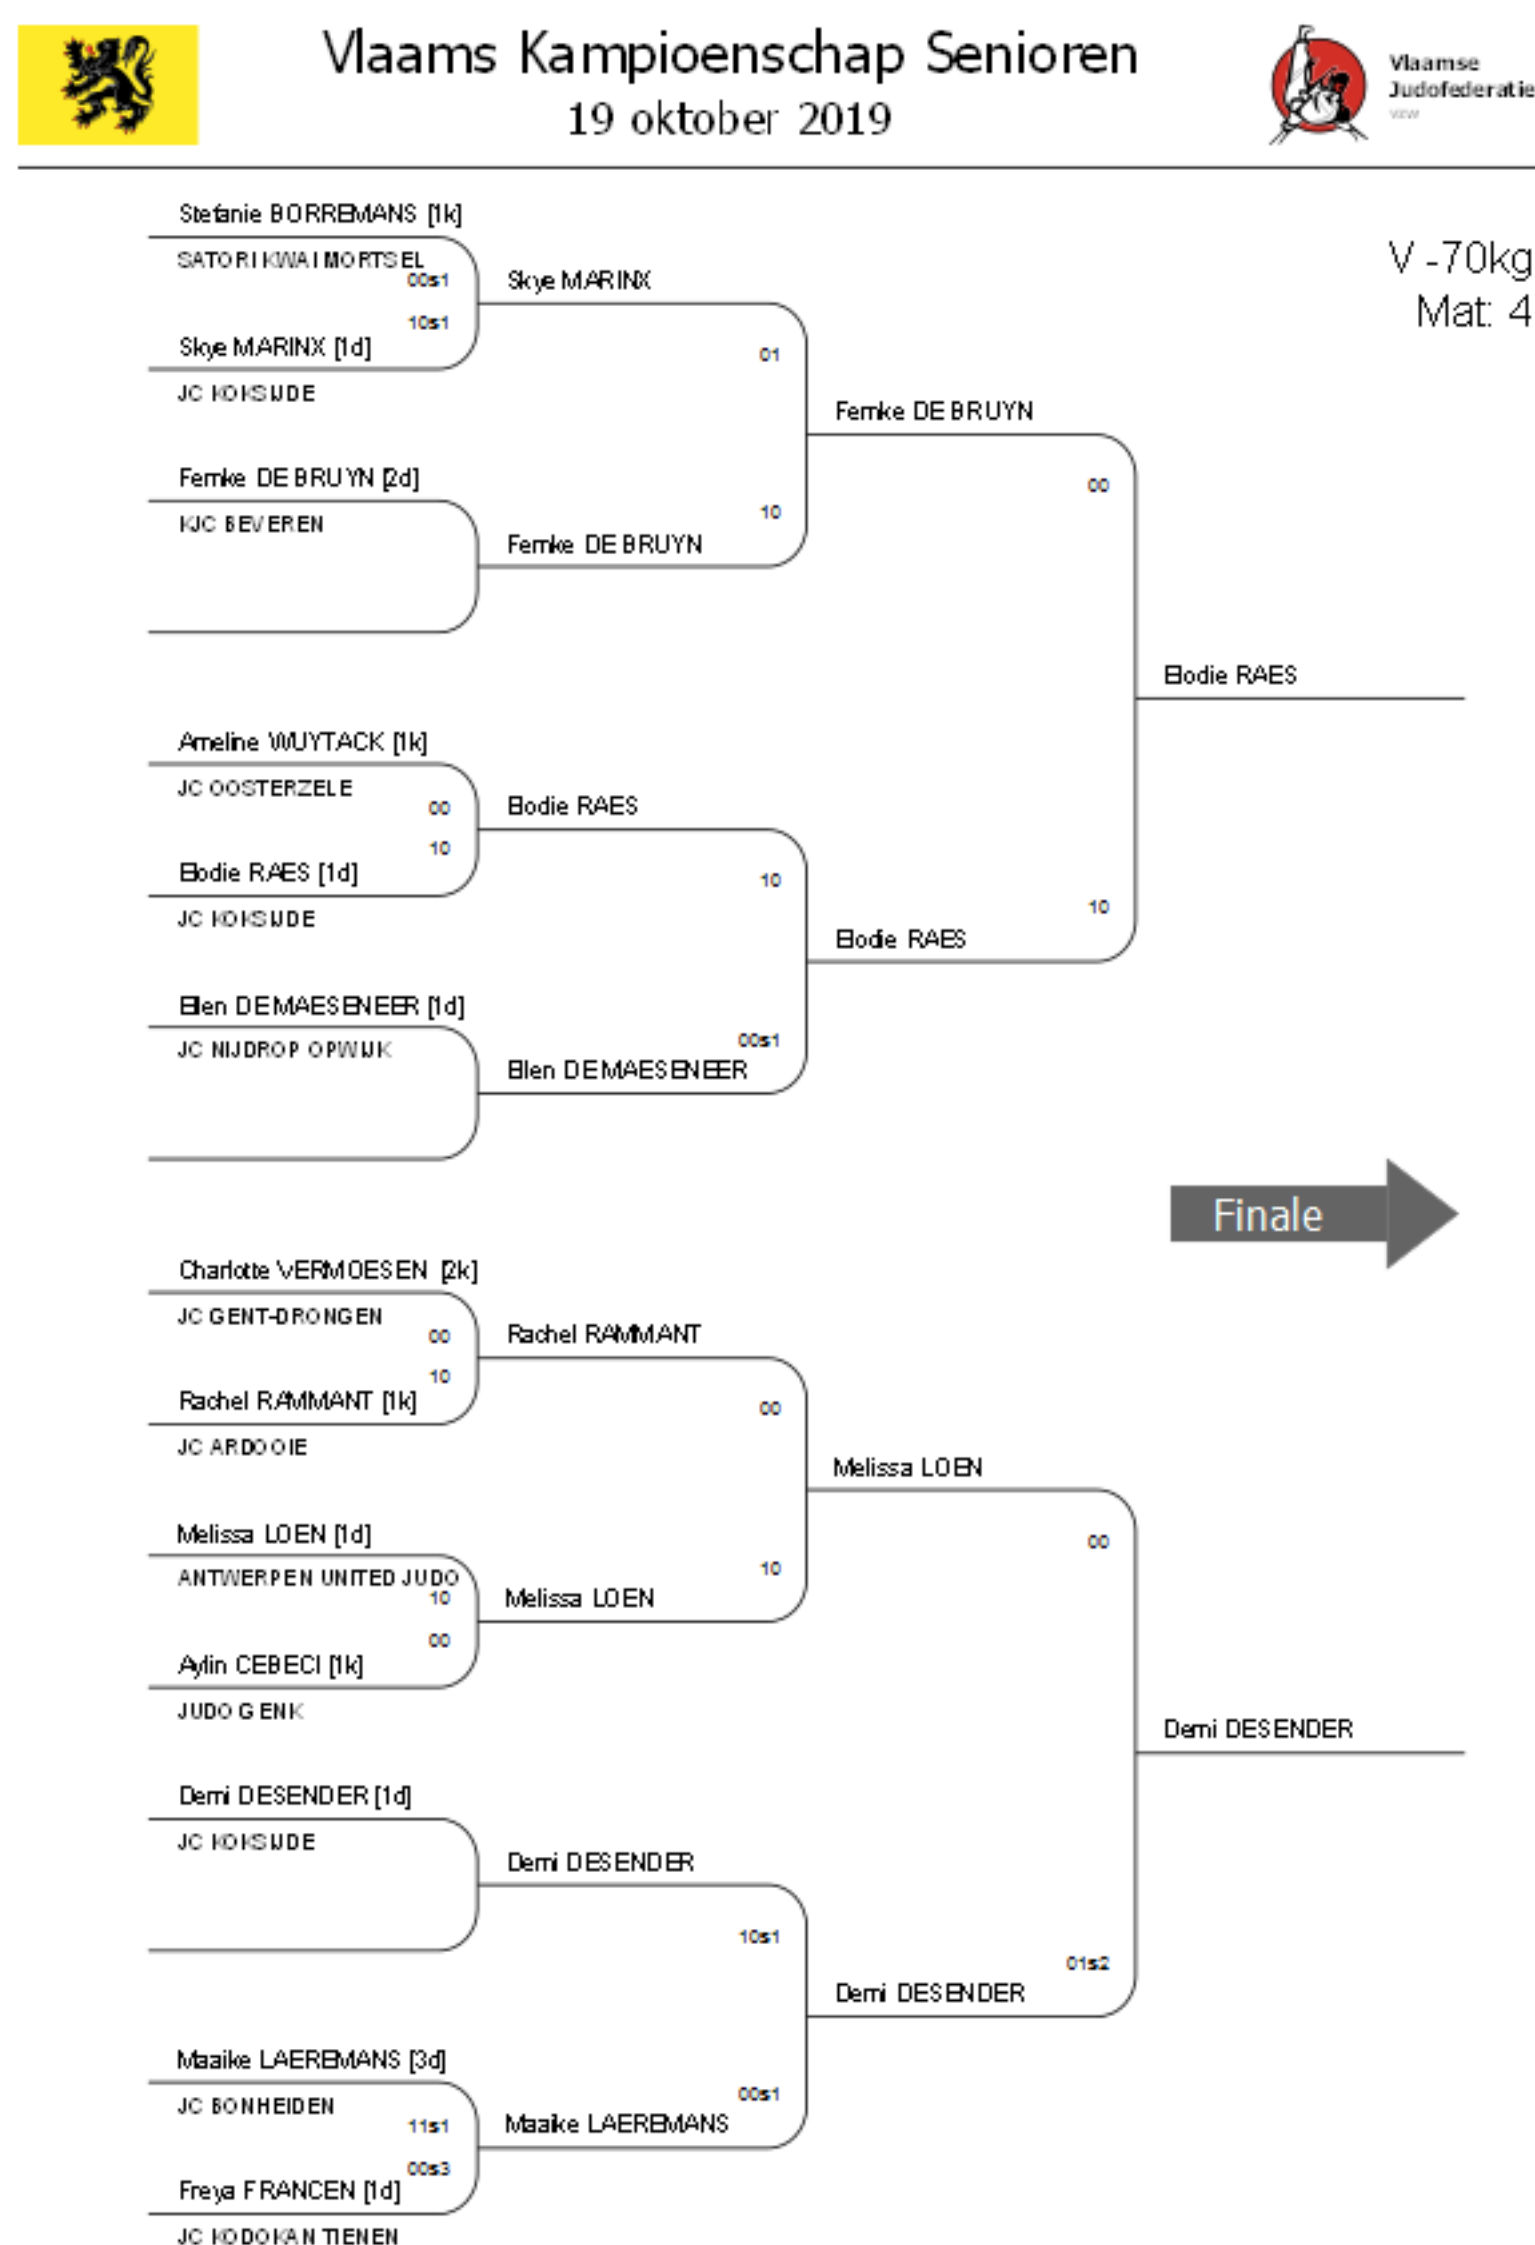 Vlaams Kampioenschap Senioren
19 oktober 2019
Vlaamse
Judofederatie
vzw
V -70kg
Mat: 4
Stefanie BORREMANS [1k]
SATORI KWAI MORTSEL
00s1
10s1
Skye MARINX [1d]
JC KOKSIJDE
Skye MARINX
01
Femke DE BRUYN
Femke DE BRUYN [2d]
KJC BEVEREN
10
Femke DE BRUYN
00
Elodie RAES
Ameline WUYTACK [1k]
JC OOSTERZELE
00
10
Elodie RAES [1d]
JC KOKSIJDE
Elodie RAES
10
10
Elodie RAES
Ellen DE MAESENEER [1d]
JC NIJDROP OPWIJK
00s1
Ellen DE MAESENEER
Finale
Charlotte VERMOESEN [2k]
JC GENT-DRONGEN
00
10
Rachel RAMMANT [1k]
JC ARDOOIE
Rachel RAMMANT
00
Melissa LOEN
Melissa LOEN [1d]
ANTWERPEN UNITED JUDO
10
00
Aylin CEBECI [1k]
JUDO GENK
10
Melissa LOEN
00
Demi DESENDER
Demi DESENDER [1d]
JC KOKSIJDE
Demi DESENDER
10s1
01s2
Demi DESENDER
Maaike LAEREMANS [3d]
JC BONHEIDEN
11s1
00s3
Freya FRANCEN [1d]
JC KODOKAN TIENEN
00s1
Maaike LAEREMANS